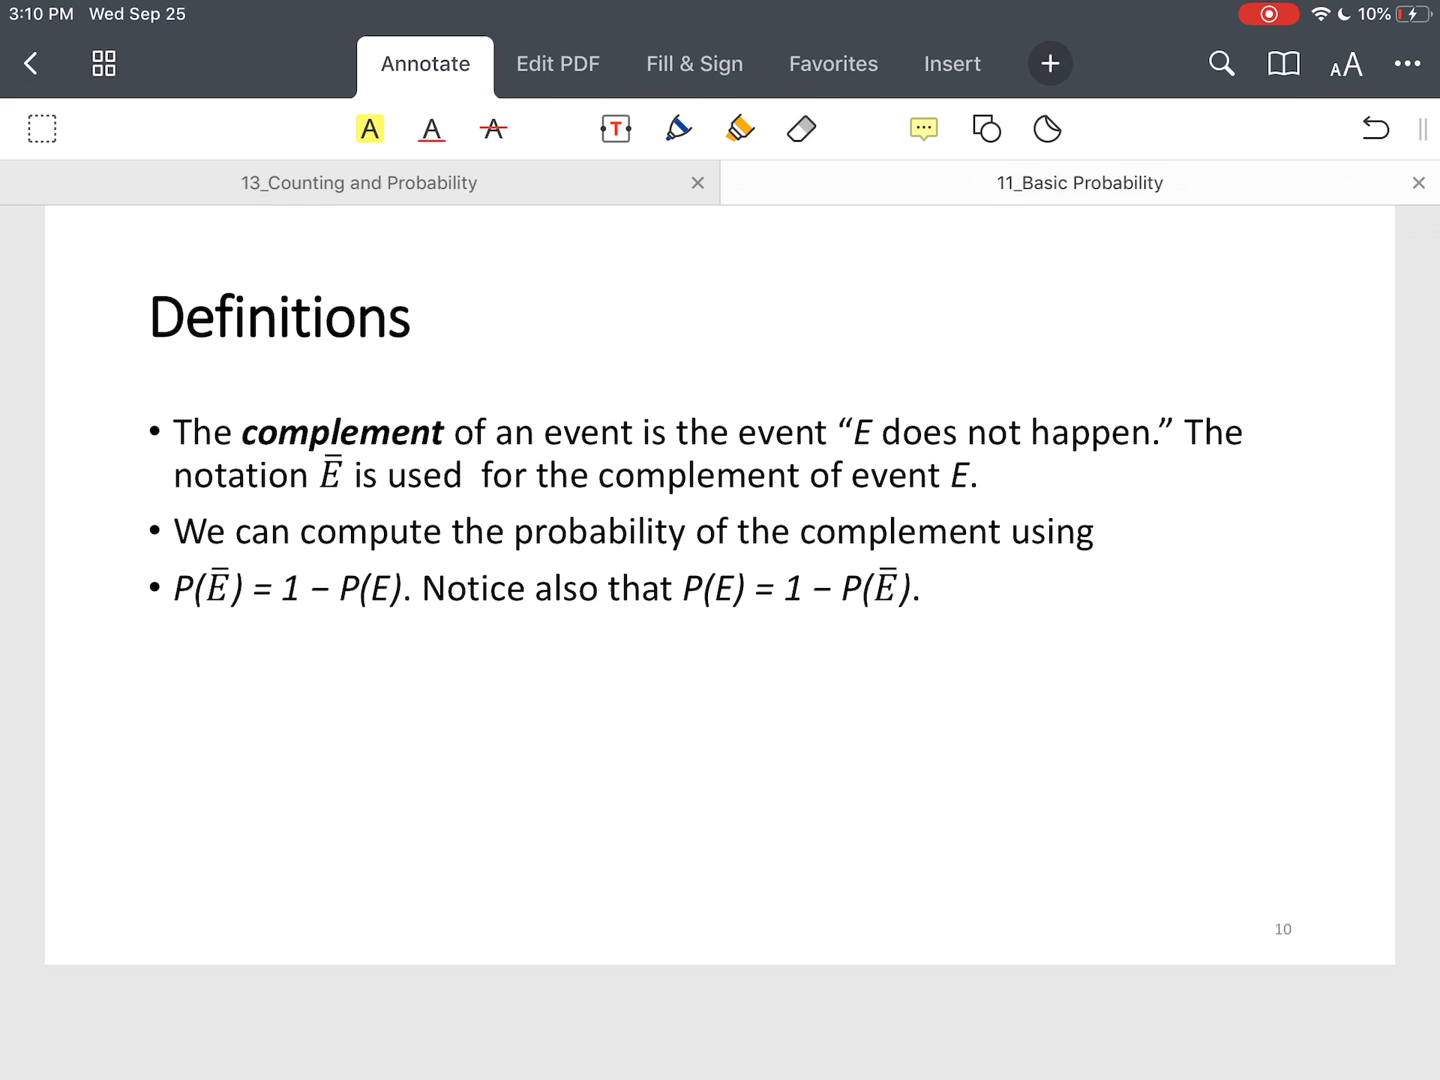 3:10 PM Wed Sep 25
10%
Annotate Edit PDF Fill & Sign Favorites Insert
AA
A A A T
13_Counting and Probability
11_Basic Probability
Definitions
• The complement of an event is the event “E does not happen.” The
notation E̅ is used for the complement of event E.
• We can compute the probability of the complement using
• P(E̅) = 1 – P(E). Notice also that P(E) = 1 – P(E̅).
10